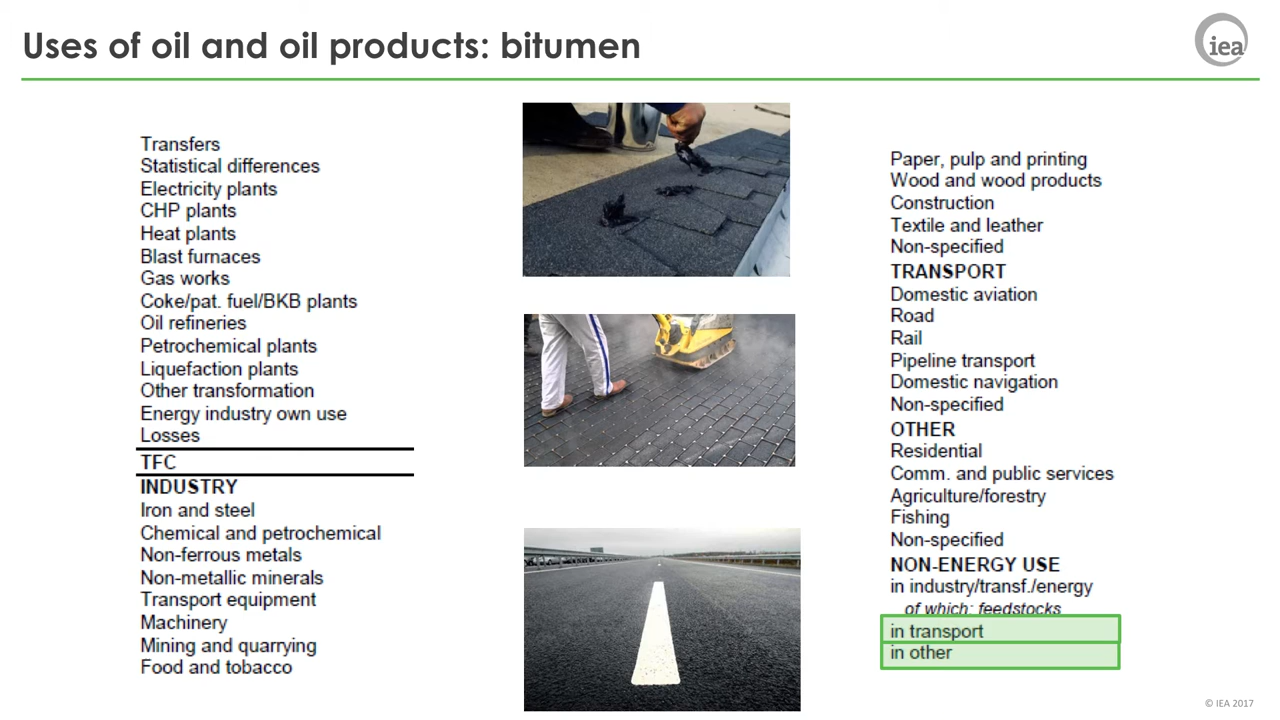 Uses of oil and oil products: bitumen
iea
Transfers
Statistical differences
Electricity plants
CHP plants
Heat plants
Blast furnaces
Gas works
Coke/pat. fuel/BKB plants
Oil refineries
Petrochemical plants
Liquefaction plants
Other transformation
Energy industry own use
Losses
TFC
INDUSTRY
Iron and steel
Chemical and petrochemical
Non-ferrous metals
Non-metallic minerals
Transport equipment
Machinery
Mining and quarrying
Food and tobacco
Paper, pulp and printing
Wood and wood products
Construction
Textile and leather
Non-specified
TRANSPORT
Domestic aviation
Road
Rail
Pipeline transport
Domestic navigation
Non-specified
OTHER
Residential
Comm. and public services
Agriculture/forestry
Fishing
Non-specified
NON-ENERGY USE
in industry/transf./energy
of which: feedstocks
in transport
in other
© IEA 2017